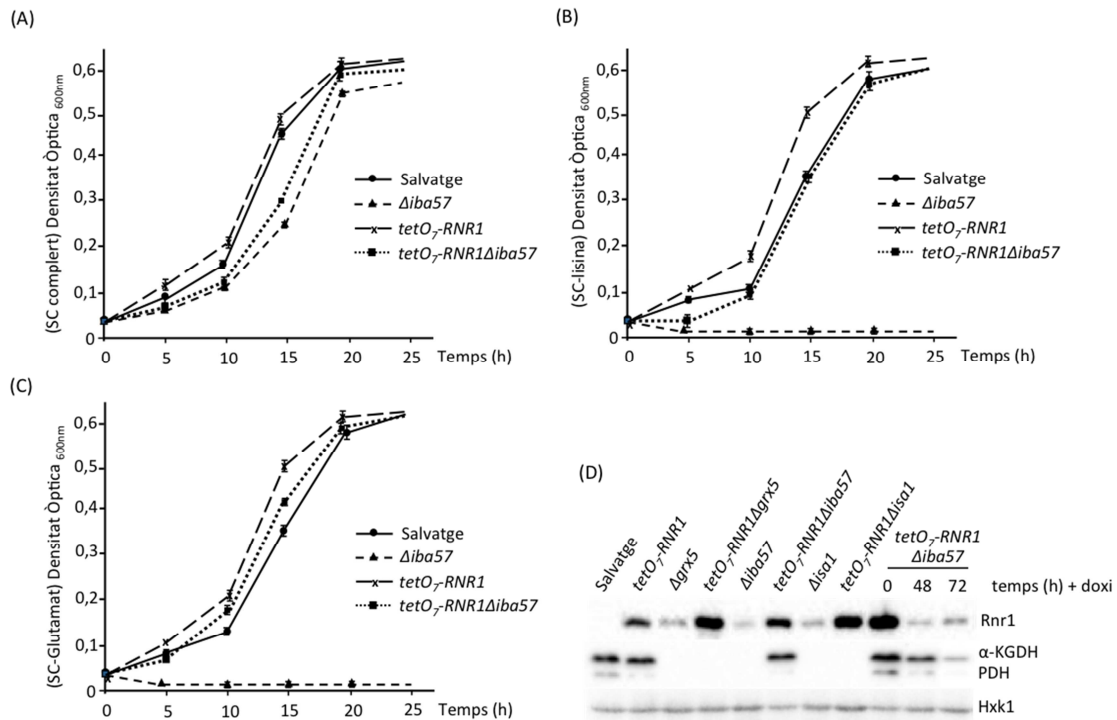 (A)
(SC complert) Densitat Òptica 600nm
0,6
0,5
0,4
0,3
0,2
0,1
0
0 5 10 15 20 25 Temps (h)
Salvatge
Δiba57
tetO7-RNR1
tetO7-RNR1Δiba57
(B)
(SC-lisina) Densitat Òptica 600nm
0,6
0,5
0,4
0,3
0,2
0,1
0
0 5 10 15 20 25 Temps (h)
Salvatge
Δiba57
tetO7-RNR1
tetO7-RNR1Δiba57
(C)
(SC-Glutamat) Densitat Òptica 600nm
0,6
0,5
0,4
0,3
0,2
0,1
0
0 5 10 15 20 25 Temps (h)
Salvatge
Δiba57
tetO7-RNR1
tetO7-RNR1Δiba57
(D)
Salvatge
tetO7-RNR1
Δgrx5
tetO7-RNR1Δgrx5
Δiba57
tetO7-RNR1Δiba57
Δisa1
tetO7-RNR1Δisa1
tetO7-RNR1
Δiba57
0 48 72 temps (h) + doxi
Rnr1
α-KGDH
PDH
Hxk1